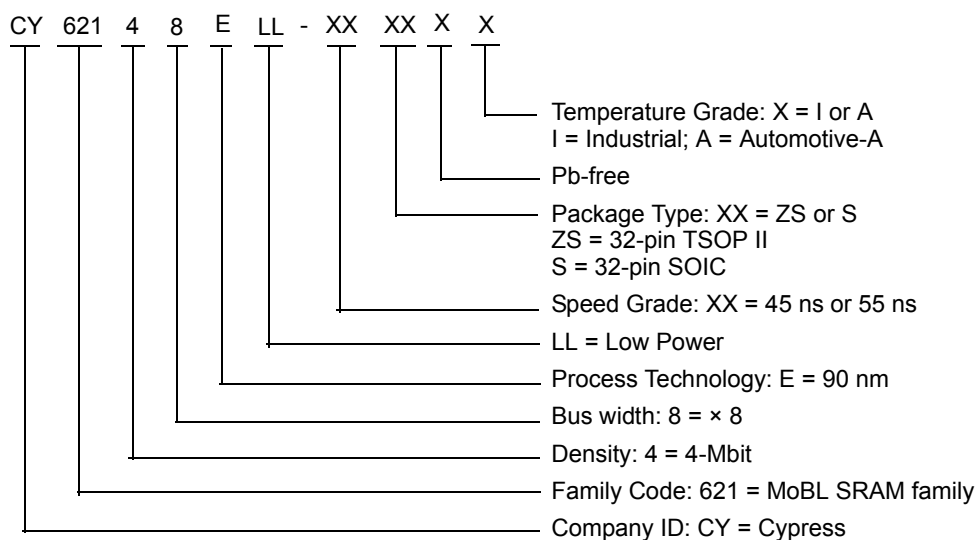 CY 621 4 8 E LL - XX XX X X
Temperature Grade: X = I or A
I = Industrial; A = Automotive-A
Pb-free
Package Type: XX = ZS or S
ZS = 32-pin TSOP II
S = 32-pin SOIC
Speed Grade: XX = 45 ns or 55 ns
LL = Low Power
Process Technology: E = 90 nm
Bus width: 8 = × 8
Density: 4 = 4-Mbit
Family Code: 621 = MoBL SRAM family
Company ID: CY = Cypress